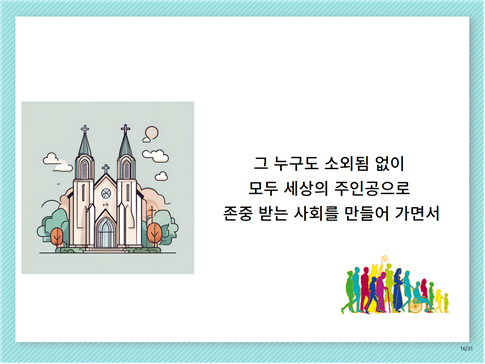 그 누구도 소외됨 없이
모두 세상의 주인공으로
존중 받는 사회를 만들어 가면서
16/31